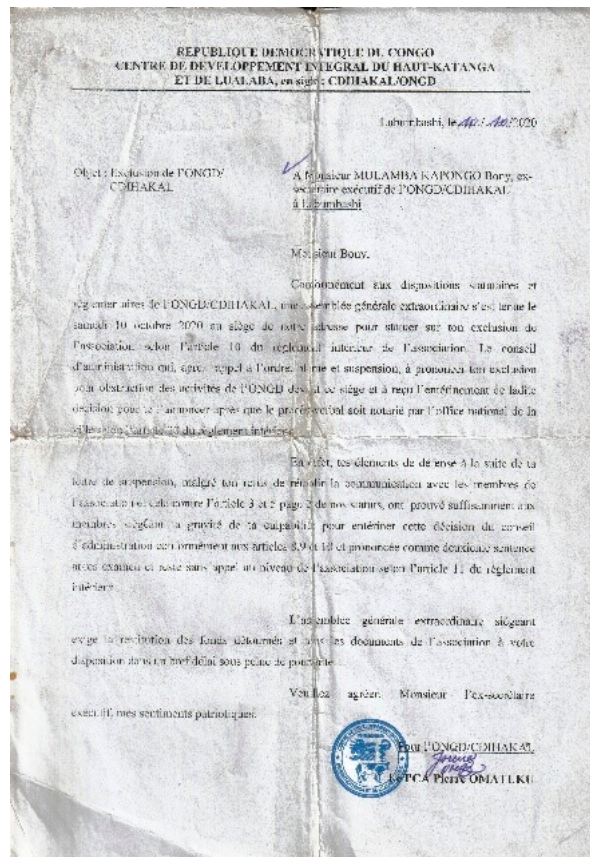 REPUBLIQUE DEMOCRATIQUE DU CONGO
CENTRE DE DEVELOPPEMENT INTEGRAL DU HAUT-KATANGA
ET DE LUALABA, en sigle : CDIHAKAL/ONGD
Lubumbashi, le 10 / 10 /2020
Objet : Exclusion de l'ONGD/
CDIHAKAL
A Monsieur MULAMBA KAPONGO Bony, ex-
secrétaire exécutif de l'ONGD/CDIHAKAL
à Lubumbashi
Monsieur Bony,
Conformément aux dispositions statutaires et
réglementaires de l'ONGD/CDIHAKAL, une assemblée générale extraordinaire s'est tenue le
samedi 10 octobre 2020 au siège de notre adresse pour statuer sur ton exclusion de
l'association selon l'article 10 du règlement intérieur de l'association. Le conseil
d'administration qui, après rappel à l'ordre, blâme et suspension, à prononcer ton exclusion
pour obstruction des activités de l'ONGD devant ce siège et à reçu l'entérinement de ladite
décision pour te l'annoncer après que le procès-verbal soit notarié par l'office national de la
ville selon l'article du règlement intérieur
En effet, tes éléments de défense à la suite de ta
lettre de suspension, malgré ton refus de rétablir la communication avec les membres de
l'association cela contre l'article 3 et 5 page 2 de nos statuts, ont prouvé suffisamment aux
membres siégeant la gravité de ta culpabilité pour entériner cette décision du conseil
d'administration conformément aux articles 8,9 et 10 et prononcée comme deuxième sentence
après examen et reste sans appel au niveau de l'association selon l'article 11 du règlement
intérieur.
L'assemblée générale extraordinaire siégeant
exige la restitution des fonds détournés et tous les documents de l'association à votre
disposition dans un bref délai sous peine de poursuite.
Veuillez agréer, Monsieur l'ex-secrétaire
exécutif, mes sentiments patriotiques.
Pour l'ONGD/CDIHAKAL
Le PCA Pierre OMATUKU